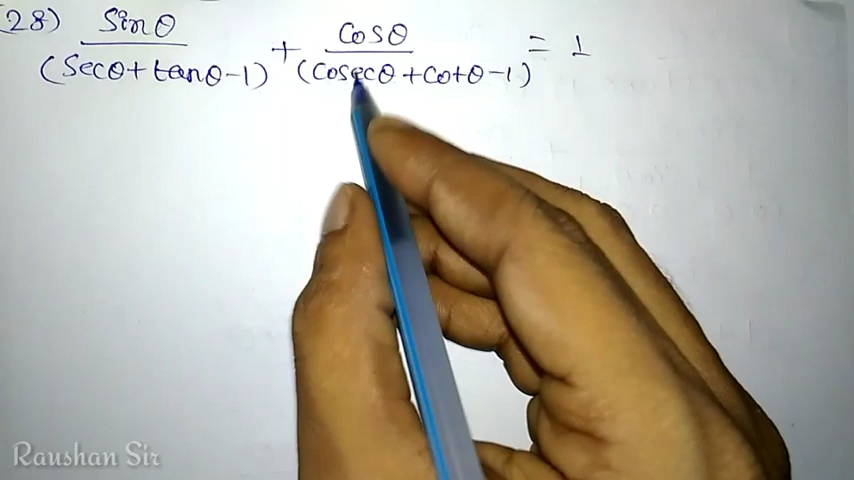 (28) Sinθ/(Secθ+tanθ-1) + Cosθ/(Cosecθ+Cotθ-1) = 1
Raushan Sir